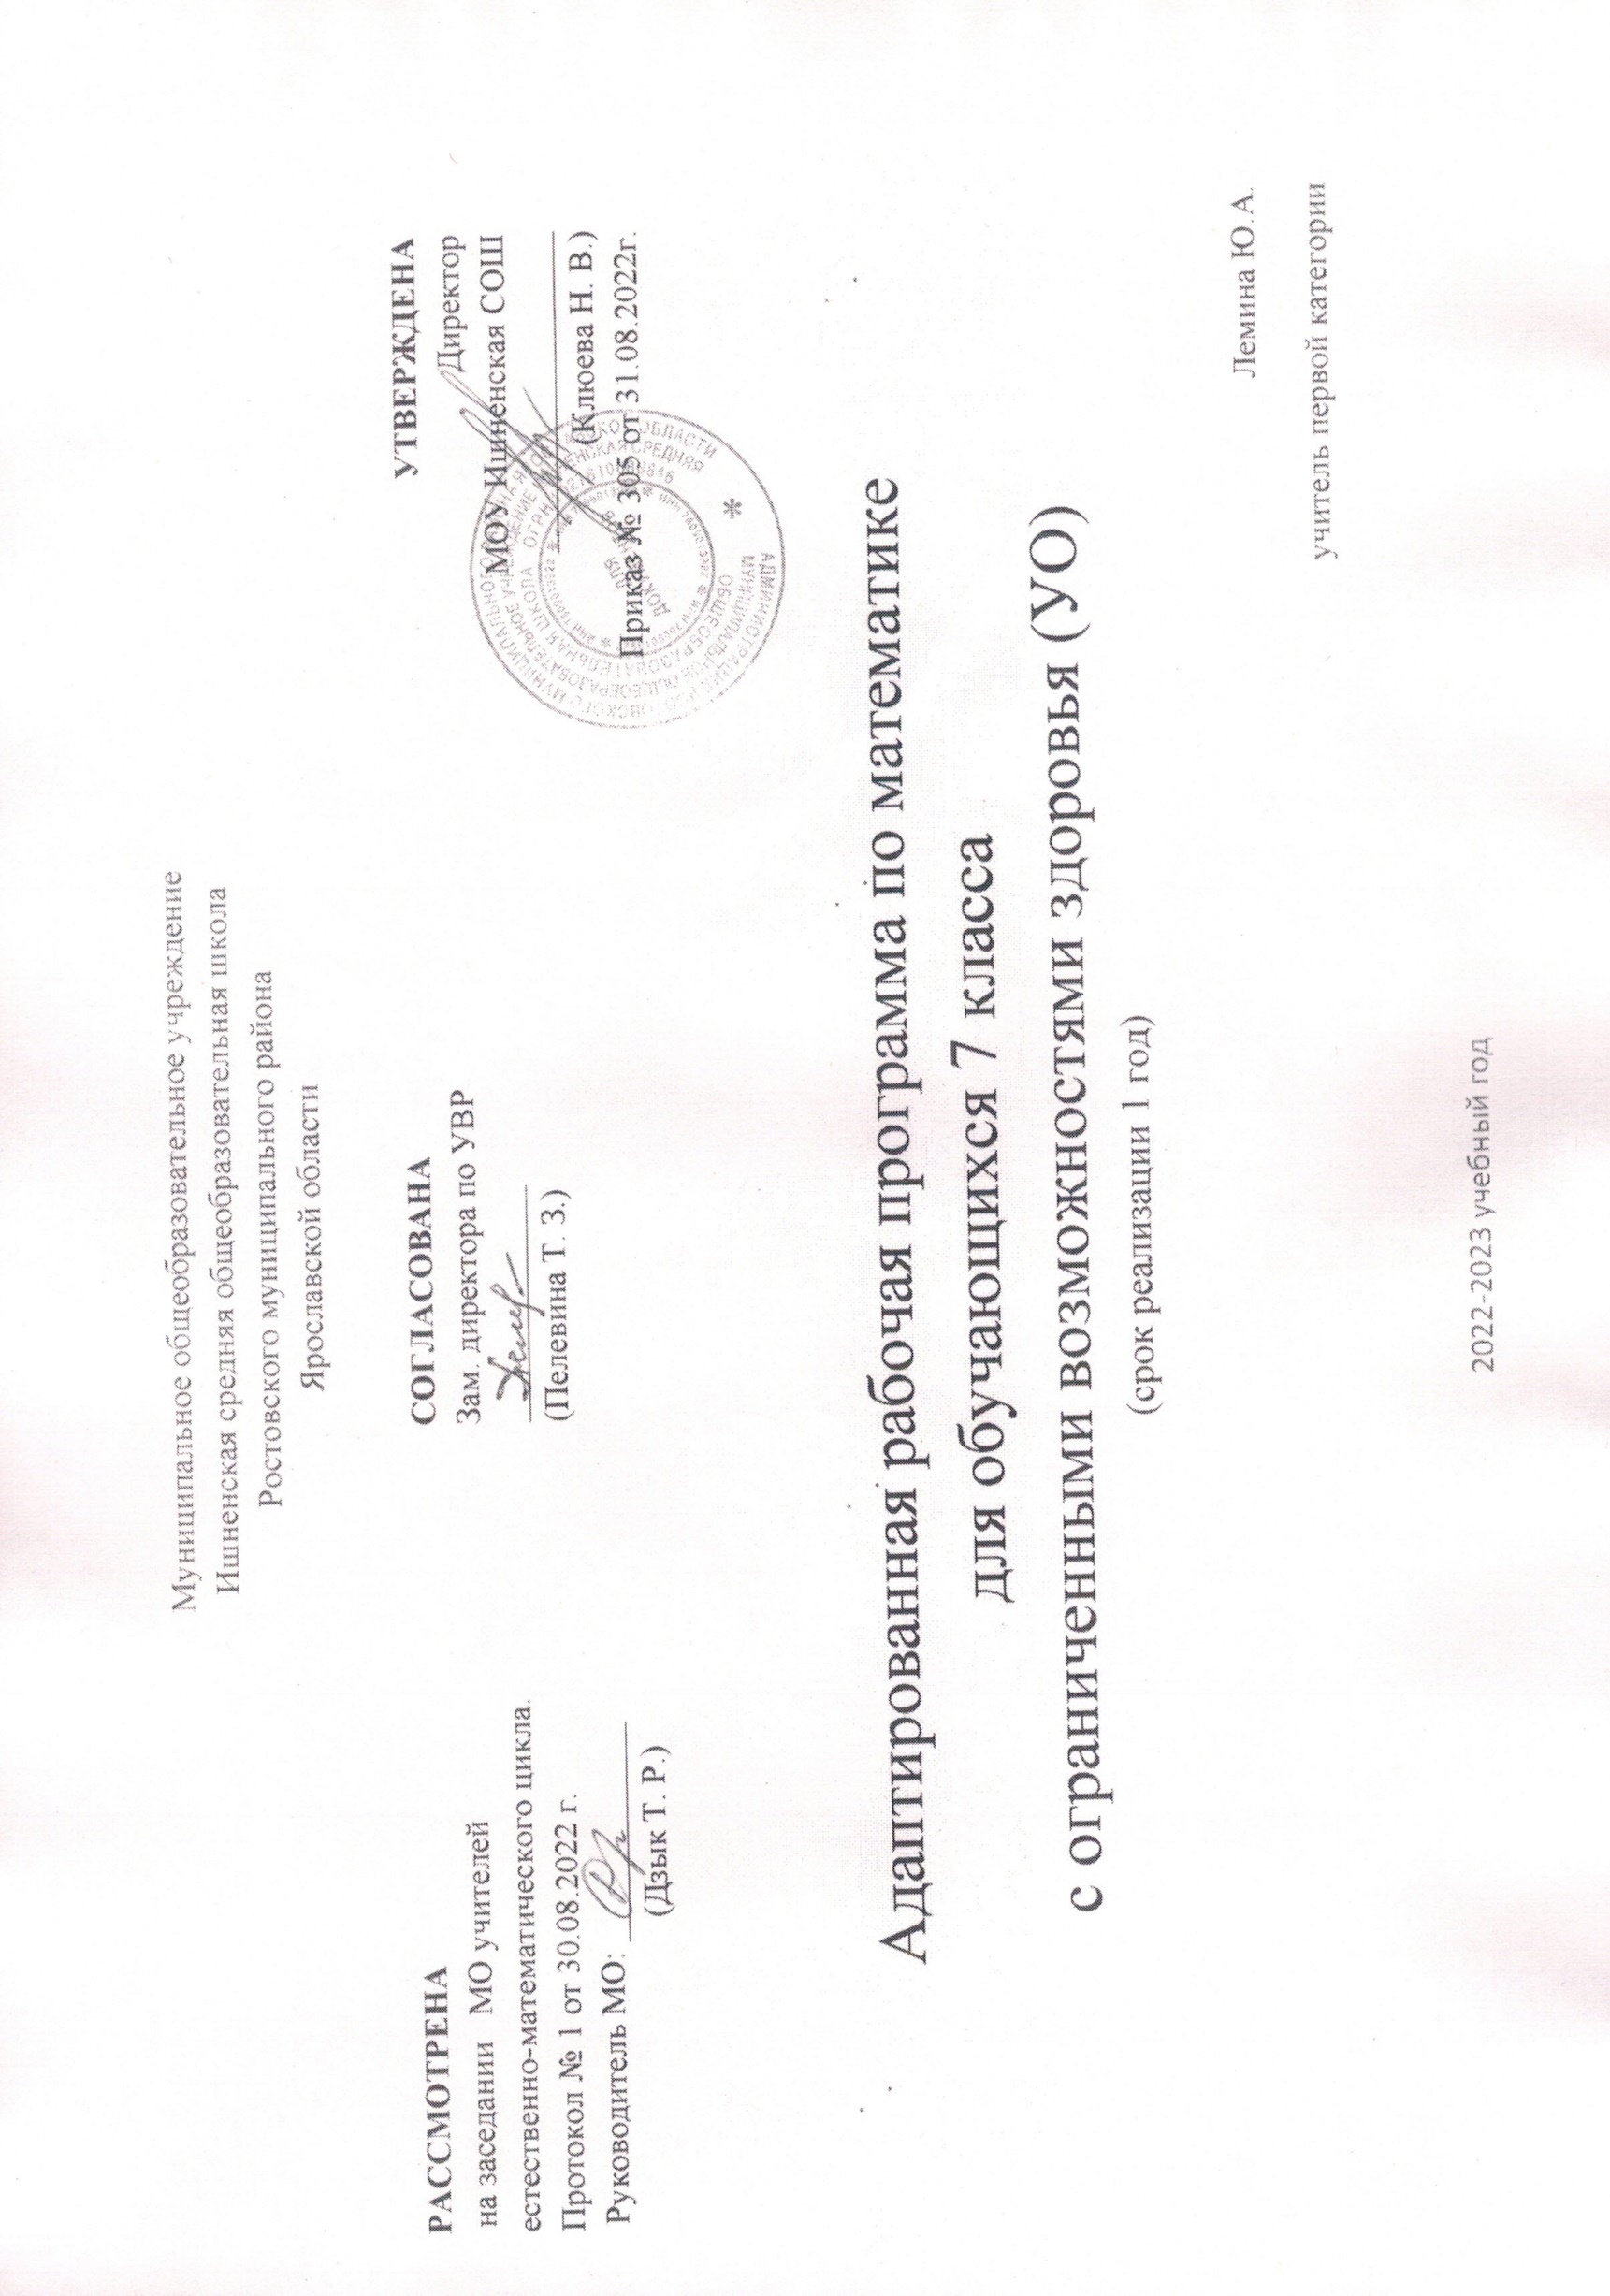 Муниципальное общеобразовательное учреждение
Ишненская средняя общеобразовательная школа
Ростовского муниципального района
Ярославской области
РАССМОТРЕНА
на заседании МО учителей
естественно-математического цикла.
Протокол № 1 от 30.08.2022 г.
Руководитель МО:
(Дзык Т. Р.)
СОГЛАСОВАНА
Зам. директора по УВР
(Пелевина Т. З.)
УТВЕРЖДЕНА
Директор
МОУ Ишненская СОШ
(Клюева Н. В.)
Приказ № 305 от 31.08.2022г.
Адаптированная рабочая программа по математике
для обучающихся 7 класса
с ограниченными возможностями здоровья (УО)
(срок реализации 1 год)
Лемина Ю.А.
учитель первой категории
2022-2023 учебный год